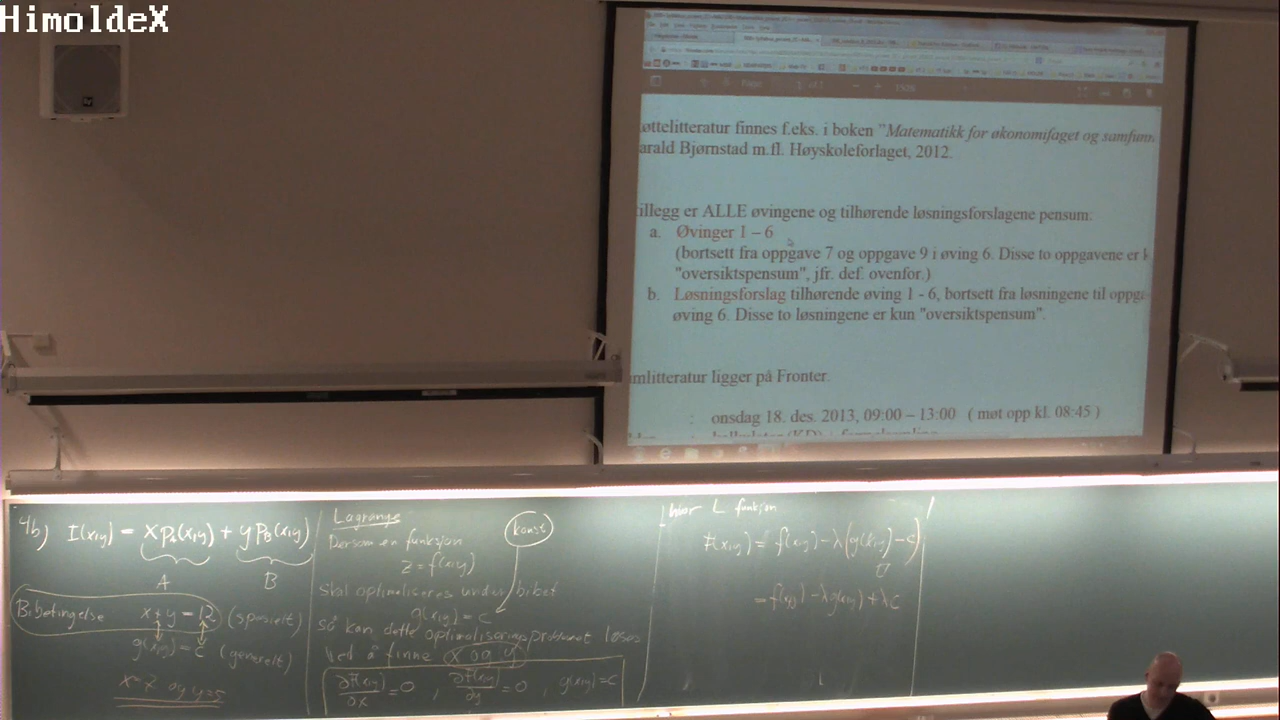 HimoldeX
øttelitteratur finnes f.eks. i boken "Matematikk for økonomifaget og samfunn
arald Bjørnstad m.fl. Høyskoleforlaget, 2012.
illegg er ALLE øvingene og tilhørende løsningsforslagene pensum.
a. Øvinger 1 – 6
(bortsett fra oppgave 7 og oppgave 9 i øving 6. Disse to oppgavene er k
"oversiktspensum", jfr. def. ovenfor.)
b. Løsningsforslag tilhørende øving 1 - 6, bortsett fra løsningene til oppg
øving 6. Disse to løsningene er kun "oversiktspensum".
mlitteratur ligger på Fronter.
: onsdag 18. des. 2013, 09:00 – 13:00 ( møt opp kl. 08:45 )
4b) I(x,y) = x p_A(x,y) + y p_B(x,y)
A B
Bibetingelse x + y = 12 (spesielt)
g(x,y) = c (generelt)
x=7 og y=5
Lagrange
Dersom en funksjon
z = f(x,y)
konst
skal optimaliseres under bibet
g(x,y) = c
så kan dette optimaliseringsproblemet løses
ved å finne x og y
∂F(x,y)/∂x = 0 , ∂F(x,y)/∂y = 0 , g(x,y) = c
hvor L funksjon
F(x,y) = f(x,y) − λ(g(x,y) − c)
= f(x,y) − λg(x,y) + λc